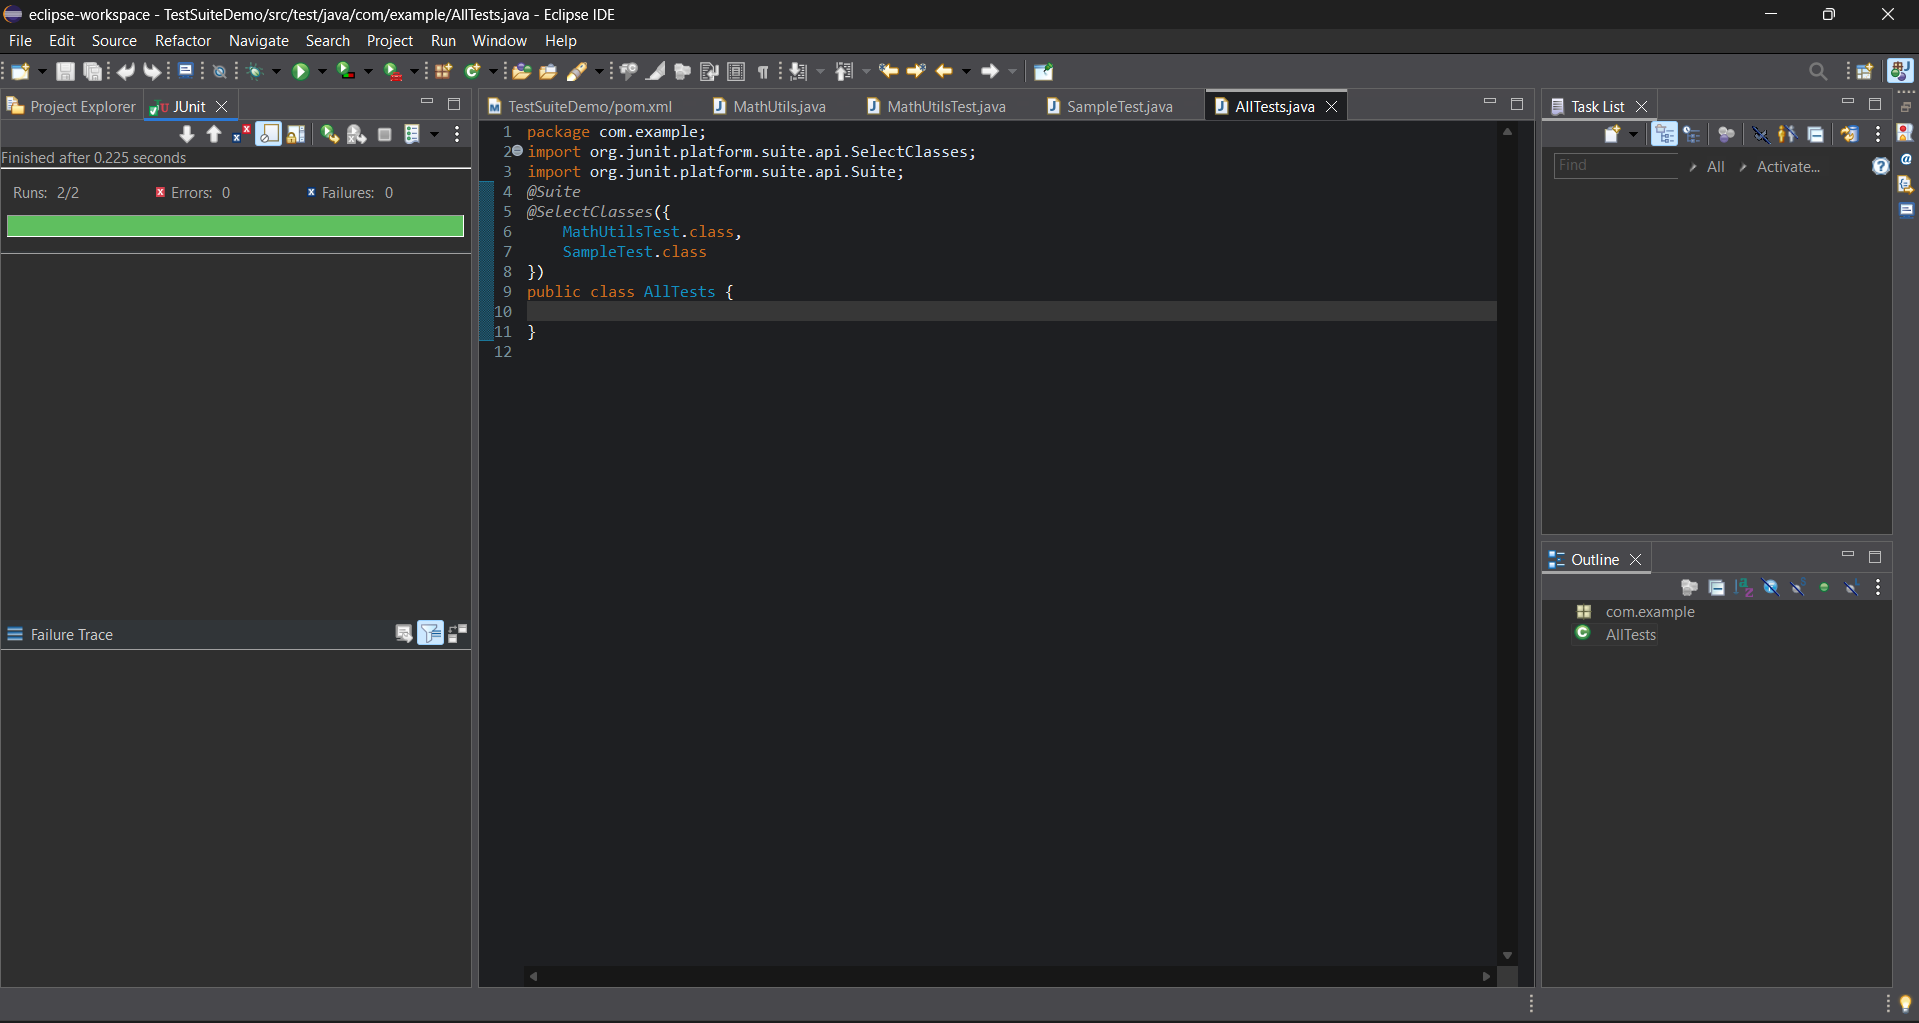 eclipse-workspace - TestSuiteDemo/src/test/java/com/example/AllTests.java - Eclipse IDE
File Edit Source Refactor Navigate Search Project Run Window Help
Project Explorer JUnit
Finished after 0.225 seconds
Runs: 2/2 Errors: 0 Failures: 0
Failure Trace
TestSuiteDemo/pom.xml MathUtils.java MathUtilsTest.java SampleTest.java AllTests.java
1 package com.example;
2 import org.junit.platform.suite.api.SelectClasses;
3 import org.junit.platform.suite.api.Suite;
4 @Suite
5 @SelectClasses({
6     MathUtilsTest.class,
7     SampleTest.class
8 })
9 public class AllTests {
10
11 }
12
Task List
Find All Activate...
Outline
com.example
AllTests